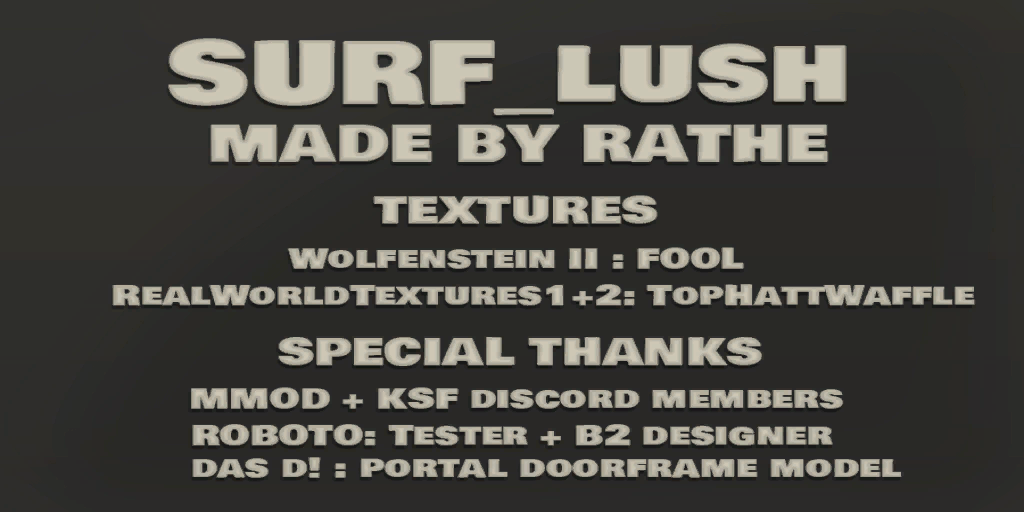 SURF_LUSH
MADE BY RATHE
TEXTURES
WOLFENSTEIN II : FOOL
REALWORLDTEXTURES1+2: TOPHATTWAFFLE
SPECIAL THANKS
MMOD + KSF DISCORD MEMBERS
ROBOTO: TESTER + B2 DESIGNER
DAS D! : PORTAL DOORFRAME MODEL